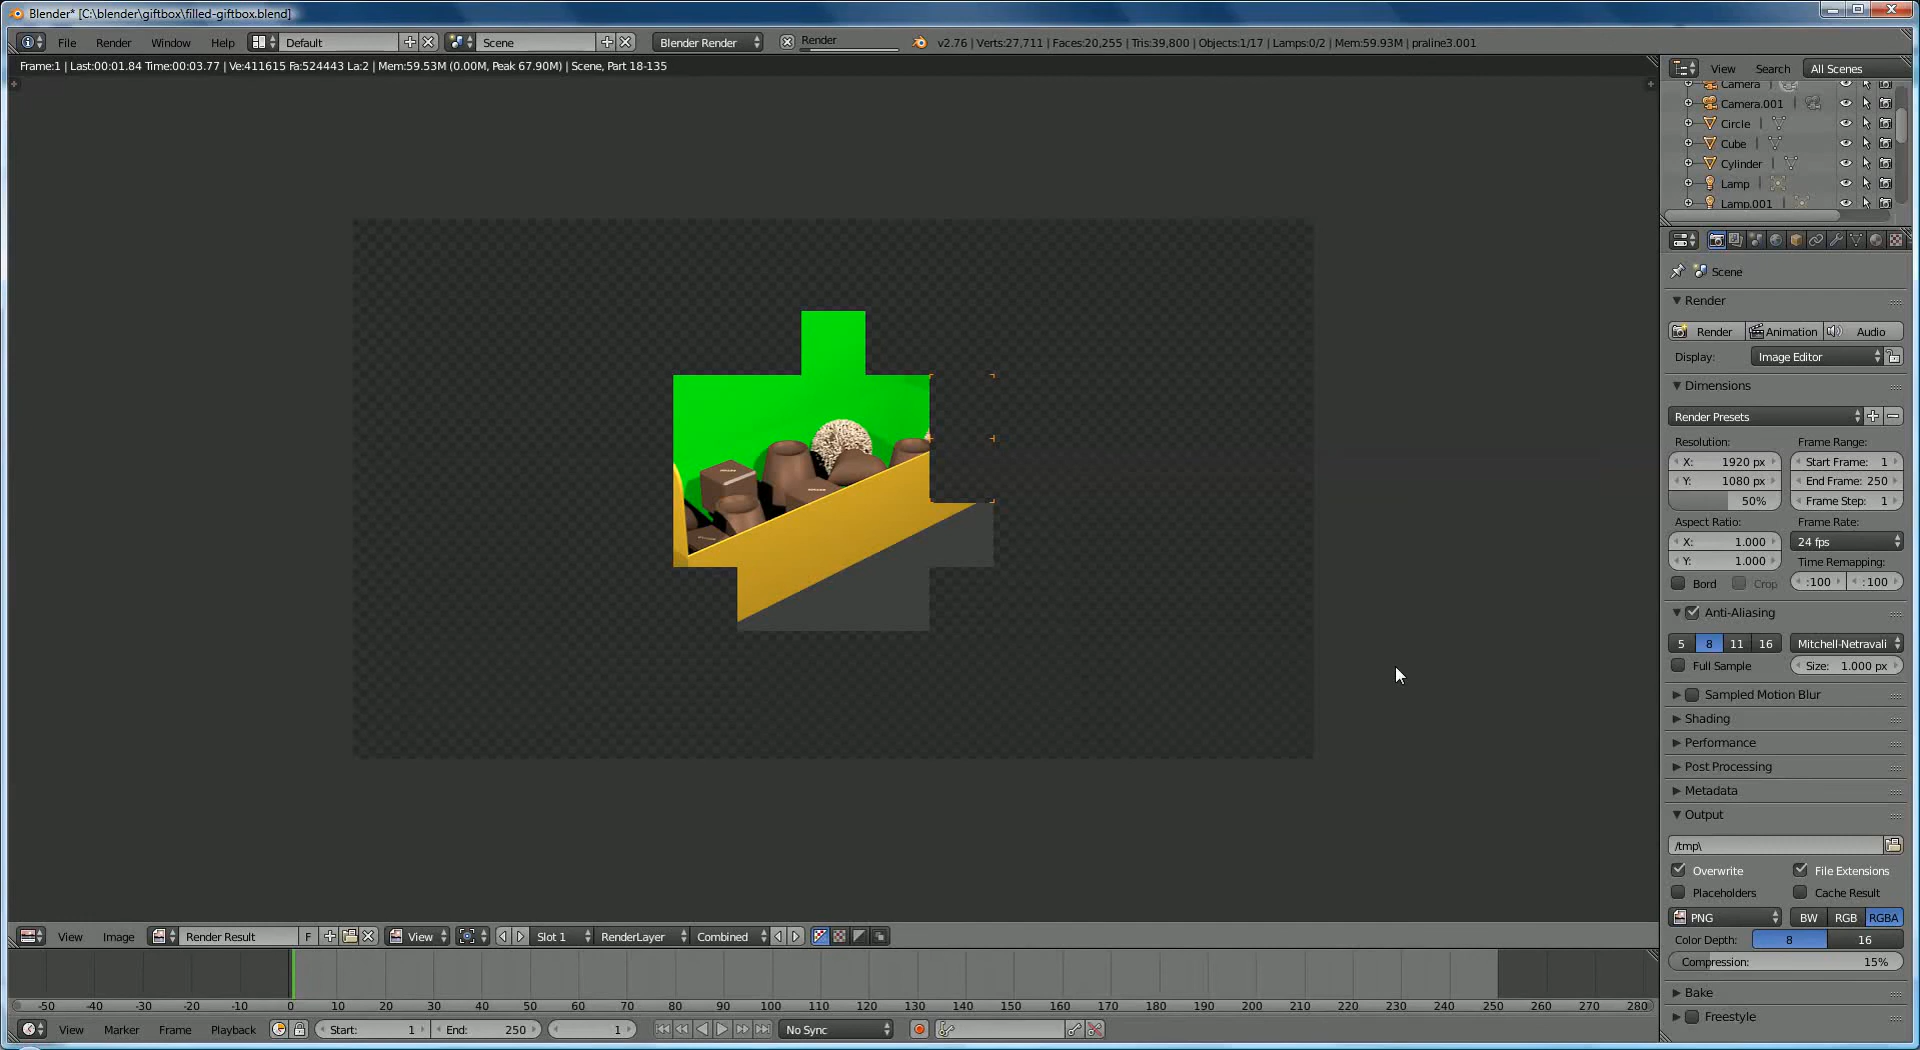 Blender* [C:\blender\giftbox\filled-giftbox.blend]
File Render Window Help Default Scene Blender Render Render v2.76 | Verts:27,711 | Faces:20,255 | Tris:39,800 | Objects:1/17 | Lamps:0/2 | Mem:59.93M | praline3.001
Frame:1 | Last:00:01.84 Time:00:03.77 | Ve:411615 Fa:524443 La:2 | Mem:59.53M (0.00M, Peak 67.90M) | Scene, Part 18-135
View Search All Scenes
Camera
Camera.001
Circle
Cube
Cylinder
Lamp
Lamp.001
Scene
Render
Render Animation Audio
Display: Image Editor
Dimensions
Render Presets
Resolution: Frame Range:
X: 1920 px Start Frame: 1
Y: 1080 px End Frame: 250
50% Frame Step: 1
Aspect Ratio: Frame Rate:
X: 1.000 24 fps
Y: 1.000 Time Remapping:
Bord Crop :100 :100
Anti-Aliasing
5 8 11 16 Mitchell-Netravali
Full Sample Size: 1.000 px
Sampled Motion Blur
Shading
Performance
Post Processing
Metadata
Output
/tmp\
Overwrite File Extensions
Placeholders Cache Result
PNG BW RGB RGBA
Color Depth: 8 16
Compression: 15%
Bake
Freestyle
View Image Render Result F View Slot 1 RenderLayer Combined
-50 -40 -30 -20 -10 0 10 20 30 40 50 60 70 80 90 100 110 120 130 140 150 160 170 180 190 200 210 220 230 240 250 260 270 280
View Marker Frame Playback Start: 1 End: 250 1 No Sync